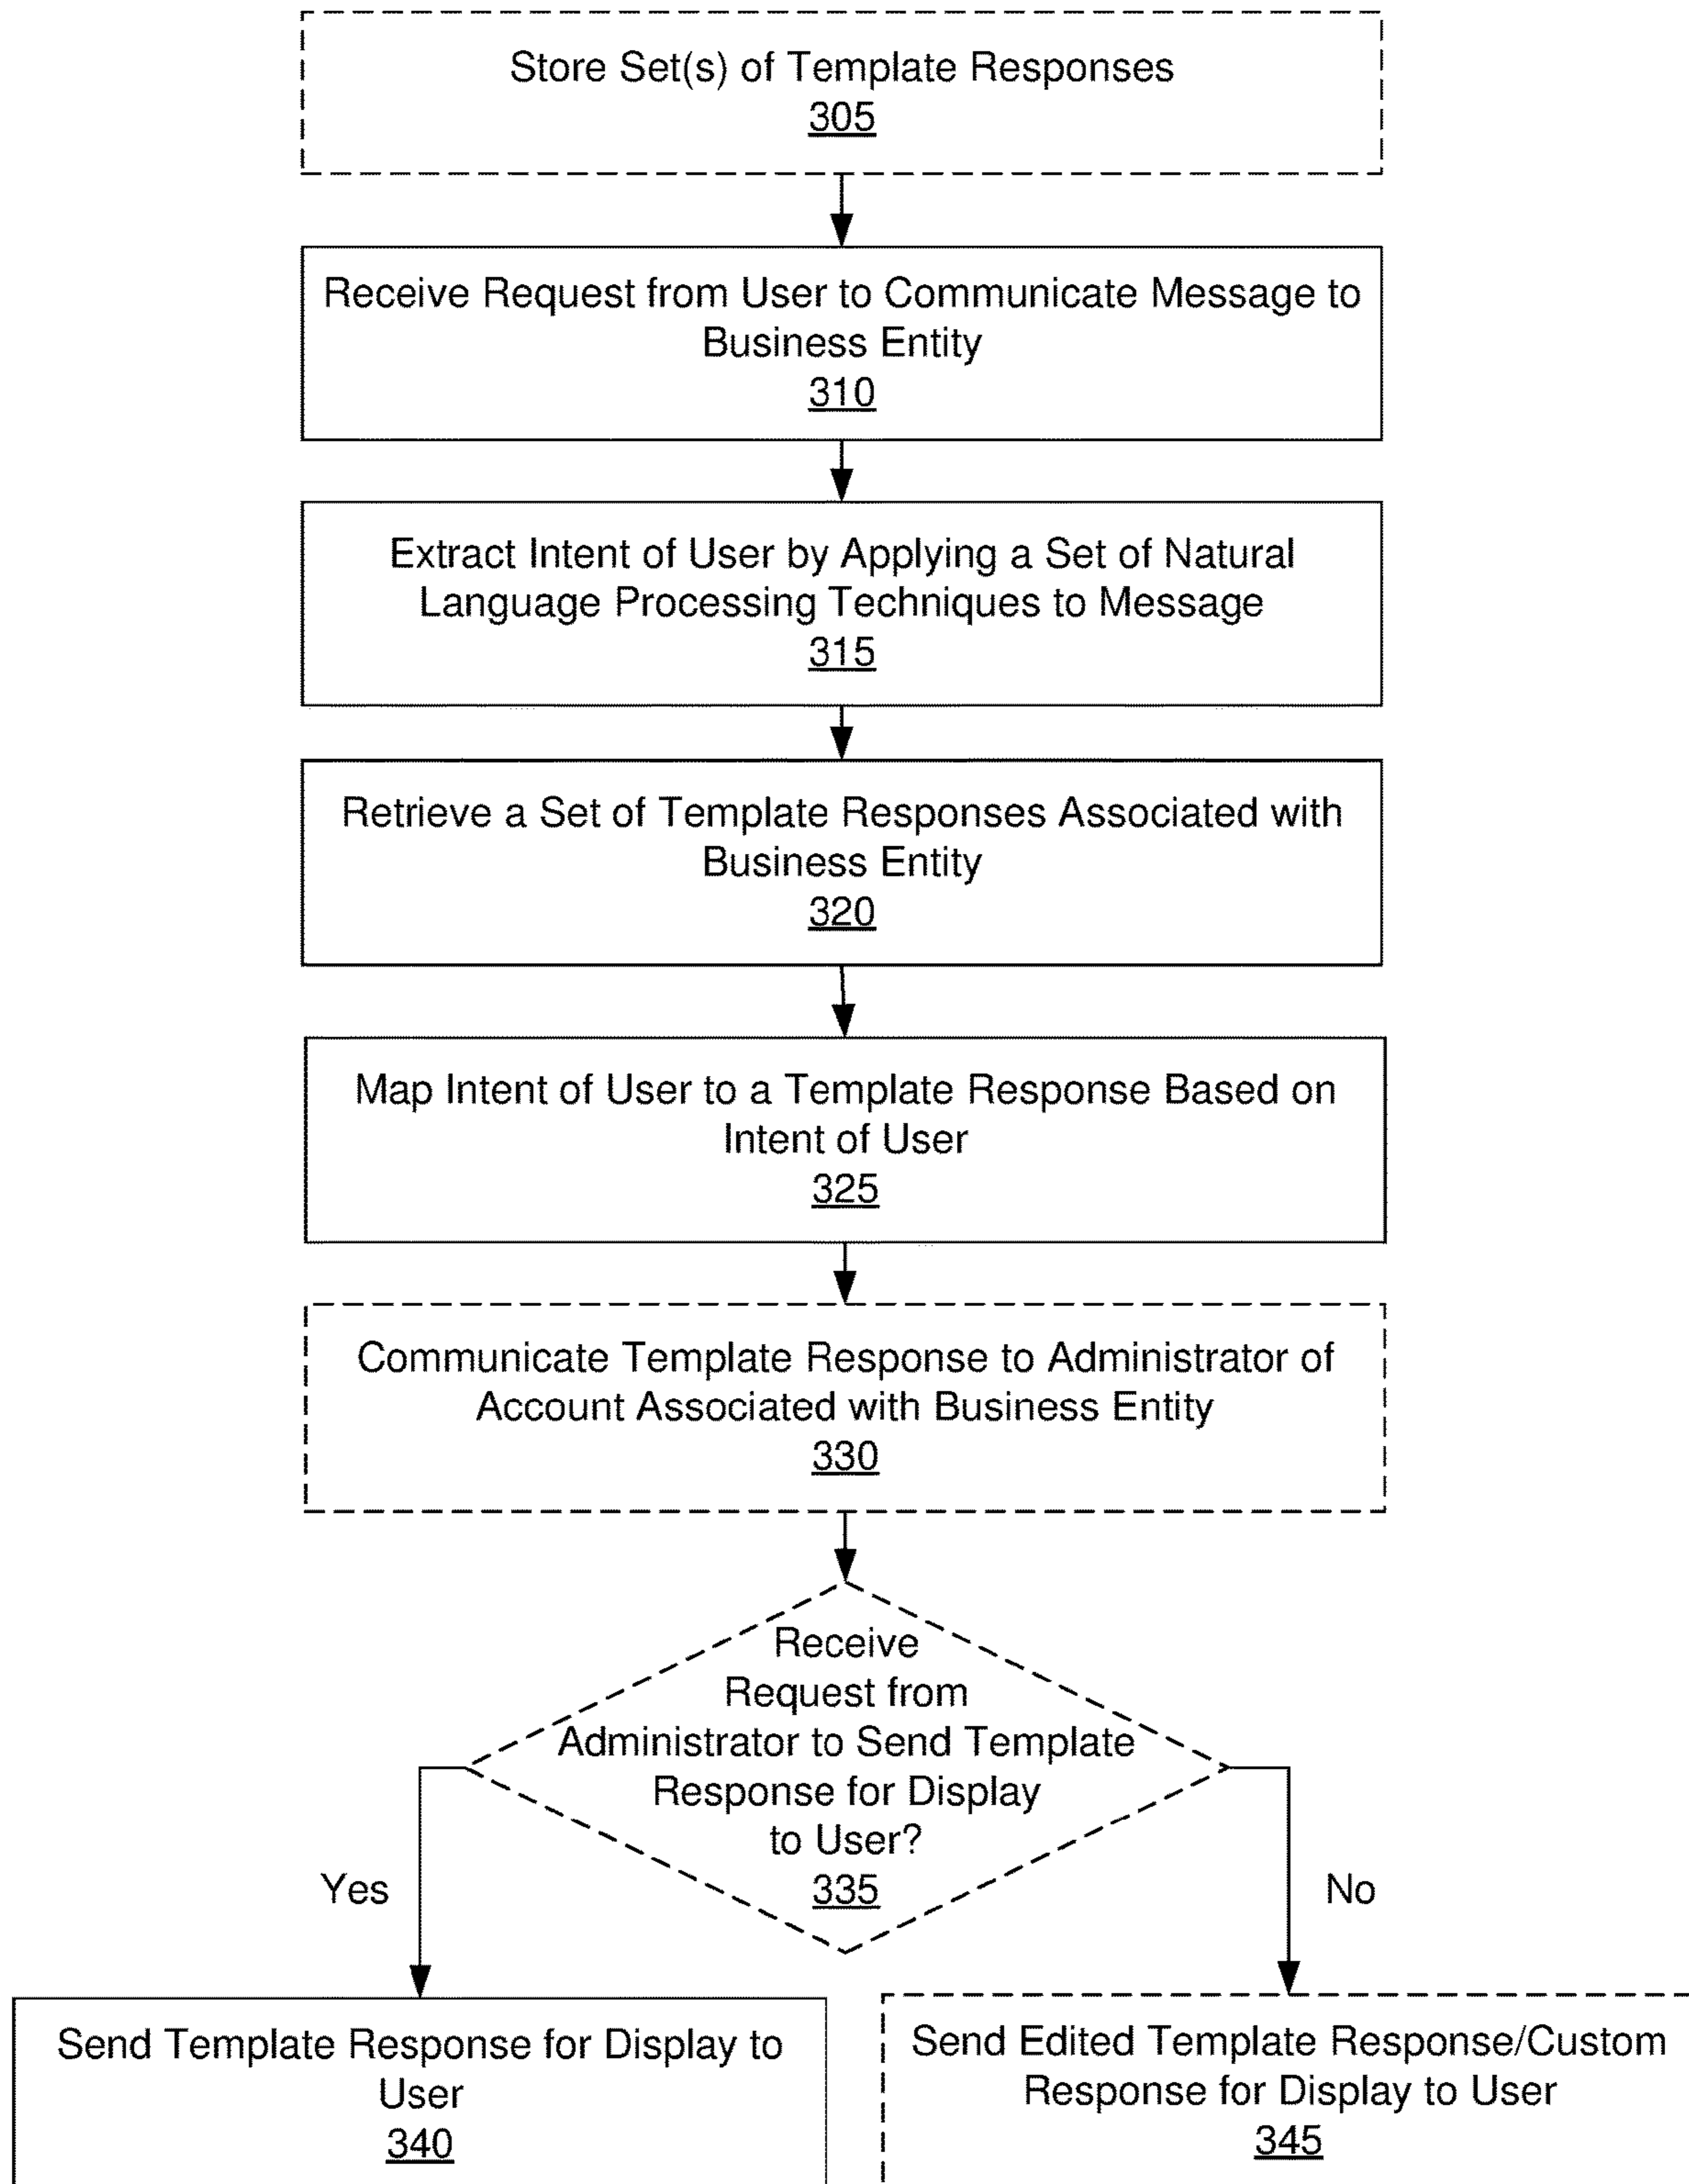 Store Set(s) of Template Responses
305
Receive Request from User to Communicate Message to
Business Entity
310
Extract Intent of User by Applying a Set of Natural
Language Processing Techniques to Message
315
Retrieve a Set of Template Responses Associated with
Business Entity
320
Map Intent of User to a Template Response Based on
Intent of User
325
Communicate Template Response to Administrator of
Account Associated with Business Entity
330
Receive
Request from
Administrator to Send Template
Response for Display
to User?
335
Yes
No
Send Template Response for Display to
User
340
Send Edited Template Response/Custom
Response for Display to User
345